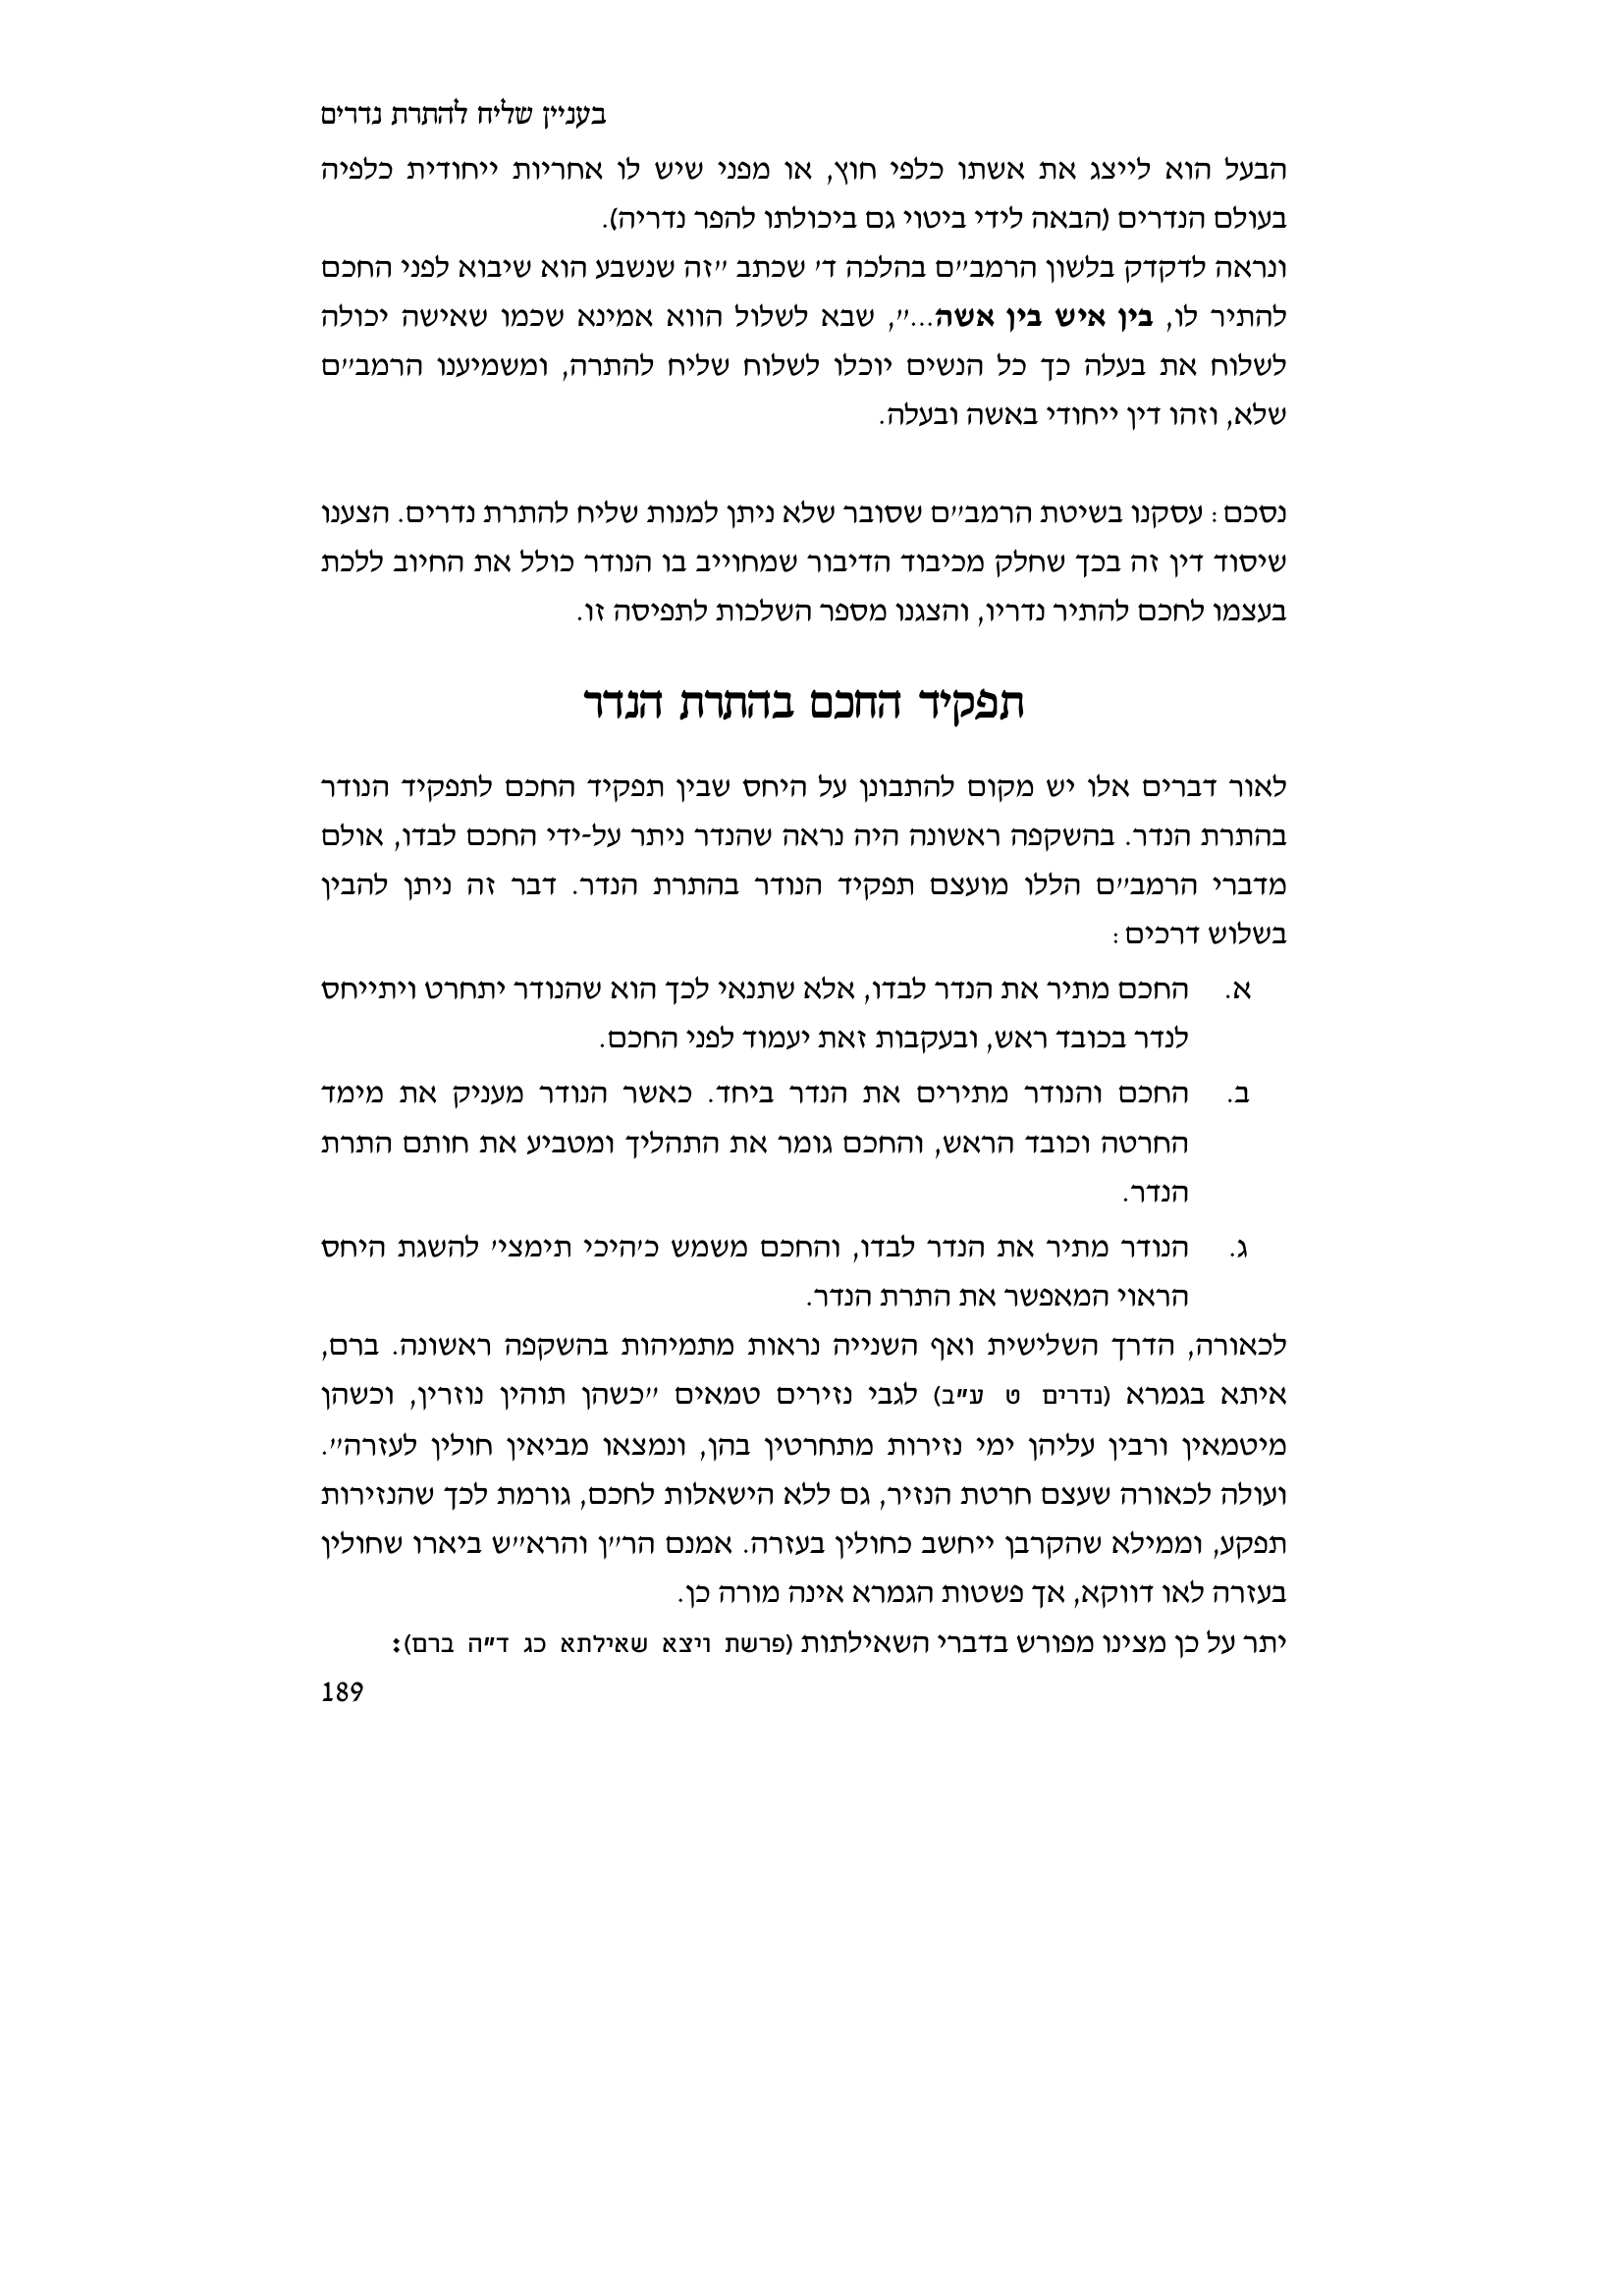 בעניין שליח להתרת נדרים
הבעל הוא לייצג את אשתו כלפי חוץ, או מפני שיש לו אחריות ייחודית כלפיה
בעולם הנדרים (הבאה לידי ביטוי גם ביכולתו להפר נדריה).
ונראה לדקדק בלשון הרמב״ם בהלכה ד׳ שכתב ״זה שנשבע הוא שיבוא לפני החכם
להתיר לו, בין איש בין אשה...״, שבא לשלול הווא אמינא שכמו שאישה יכולה
לשלוח את בעלה כך כל הנשים יוכלו לשלוח שליח להתרה, ומשמיענו הרמב״ם
שלא, וזהו דין ייחודי באשה ובעלה.
נסכם: עסקנו בשיטת הרמב״ם שסובר שלא ניתן למנות שליח להתרת נדרים. הצענו
שיסוד דין זה בכך שחלק מכיבוד הדיבור שמחוייב בו הנודר כולל את החיוב ללכת
בעצמו לחכם להתיר נדריו, והצגנו מספר השלכות לתפיסה זו.
תפקיד החכם בהתרת הנדר
לאור דברים אלו יש מקום להתבונן על היחס שבין תפקיד החכם לתפקיד הנודר
בהתרת הנדר. בהשקפה ראשונה היה נראה שהנדר ניתר על-ידי החכם לבדו, אולם
מדברי הרמב״ם הללו מועצם תפקיד הנודר בהתרת הנדר. דבר זה ניתן להבין
בשלוש דרכים:
א. החכם מתיר את הנדר לבדו, אלא שתנאי לכך הוא שהנודר יתחרט ויתייחס
לנדר בכובד ראש, ובעקבות זאת יעמוד לפני החכם.
ב. החכם והנודר מתירים את הנדר ביחד. כאשר הנודר מעניק את מימד
החרטה וכובד הראש, והחכם גומר את התהליך ומטביע את חותם התרת
הנדר.
ג. הנודר מתיר את הנדר לבדו, והחכם משמש כ׳היכי תימצי׳ להשגת היחס
הראוי המאפשר את התרת הנדר.
לכאורה, הדרך השלישית ואף השנייה נראות מתמיהות בהשקפה ראשונה. ברם,
איתא בגמרא (נדרים ט ע״ב) לגבי נזירים טמאים ״כשהן תוהין נוזרין, וכשהן
מיטמאין ורבין עליהן ימי נזירות מתחרטין בהן, ונמצאו מביאין חולין לעזרה״.
ועולה לכאורה שעצם חרטת הנזיר, גם ללא הישאלות לחכם, גורמת לכך שהנזירות
תפקע, וממילא שהקרבן ייחשב כחולין בעזרה. אמנם הר״ן והרא״ש ביארו שחולין
בעזרה לאו דווקא, אך פשטות הגמרא אינה מורה כן.
יתר על כן מצינו מפורש בדברי השאילתות (פרשת ויצא שאילתא כג ד״ה ברם):
189